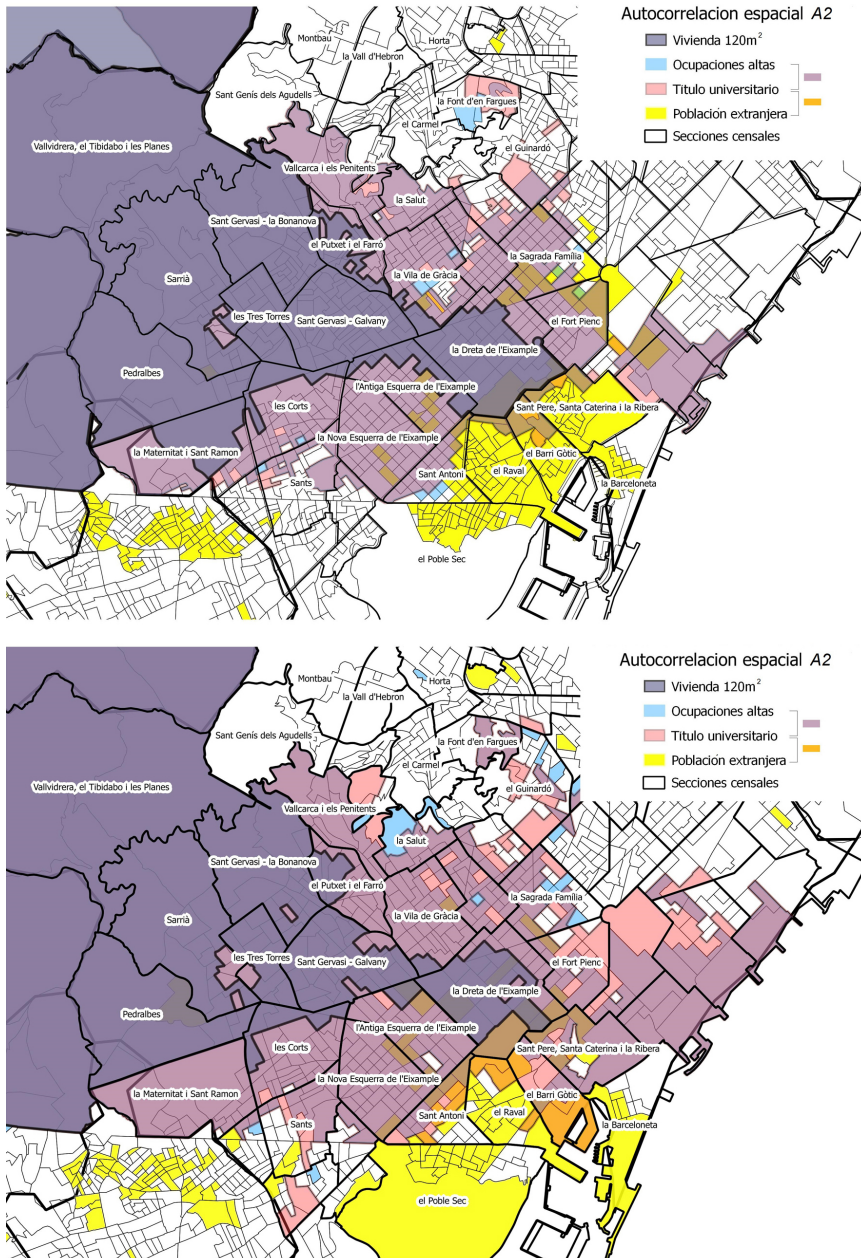 Autocorrelacion espacial A2
Vivienda 120m²
Ocupaciones altas
Titulo universitario
Población extranjera
Secciones censales
Montbau
Horta
la Vall d'Hebron
Sant Genís dels Agudells
la Font d'en Fargues
el Carmel
Vallvidrera, el Tibidabo i les Planes
el Guinardó
Vallcarca i els Penitents
la Salut
Sant Gervasi - la Bonanova
el Putxet i el Farró
la Sagrada Família
Sarrià
la Vila de Gràcia
les Tres Torres
Sant Gervasi - Galvany
el Fort Pienc
la Dreta de l'Eixample
Pedralbes
l'Antiga Esquerra de l'Eixample
les Corts
Sant Pere, Santa Caterina i la Ribera
la Nova Esquerra de l'Eixample
la Maternitat i Sant Ramon
el Barri Gòtic
Sant Antoni
el Raval
Sants
la Barceloneta
el Poble Sec
Autocorrelacion espacial A2
Vivienda 120m²
Ocupaciones altas
Titulo universitario
Población extranjera
Secciones censales
Montbau
Horta
la Vall d'Hebron
Sant Genís dels Agudells
la Font d'en Fargues
el Carmel
Vallvidrera, el Tibidabo i les Planes
el Guinardó
Vallcarca i els Penitents
la Salut
Sant Gervasi - la Bonanova
el Putxet i el Farró
la Sagrada Família
la Vila de Gràcia
Sarrià
les Tres Torres
Sant Gervasi - Galvany
el Fort Pienc
la Dreta de l'Eixample
Pedralbes
l'Antiga Esquerra de l'Eixample
les Corts
Sant Pere, Santa Caterina i la Ribera
la Nova Esquerra de l'Eixample
la Maternitat i Sant Ramon
el Barri Gòtic
Sant Antoni
el Raval
Sants
la Barceloneta
el Poble Sec